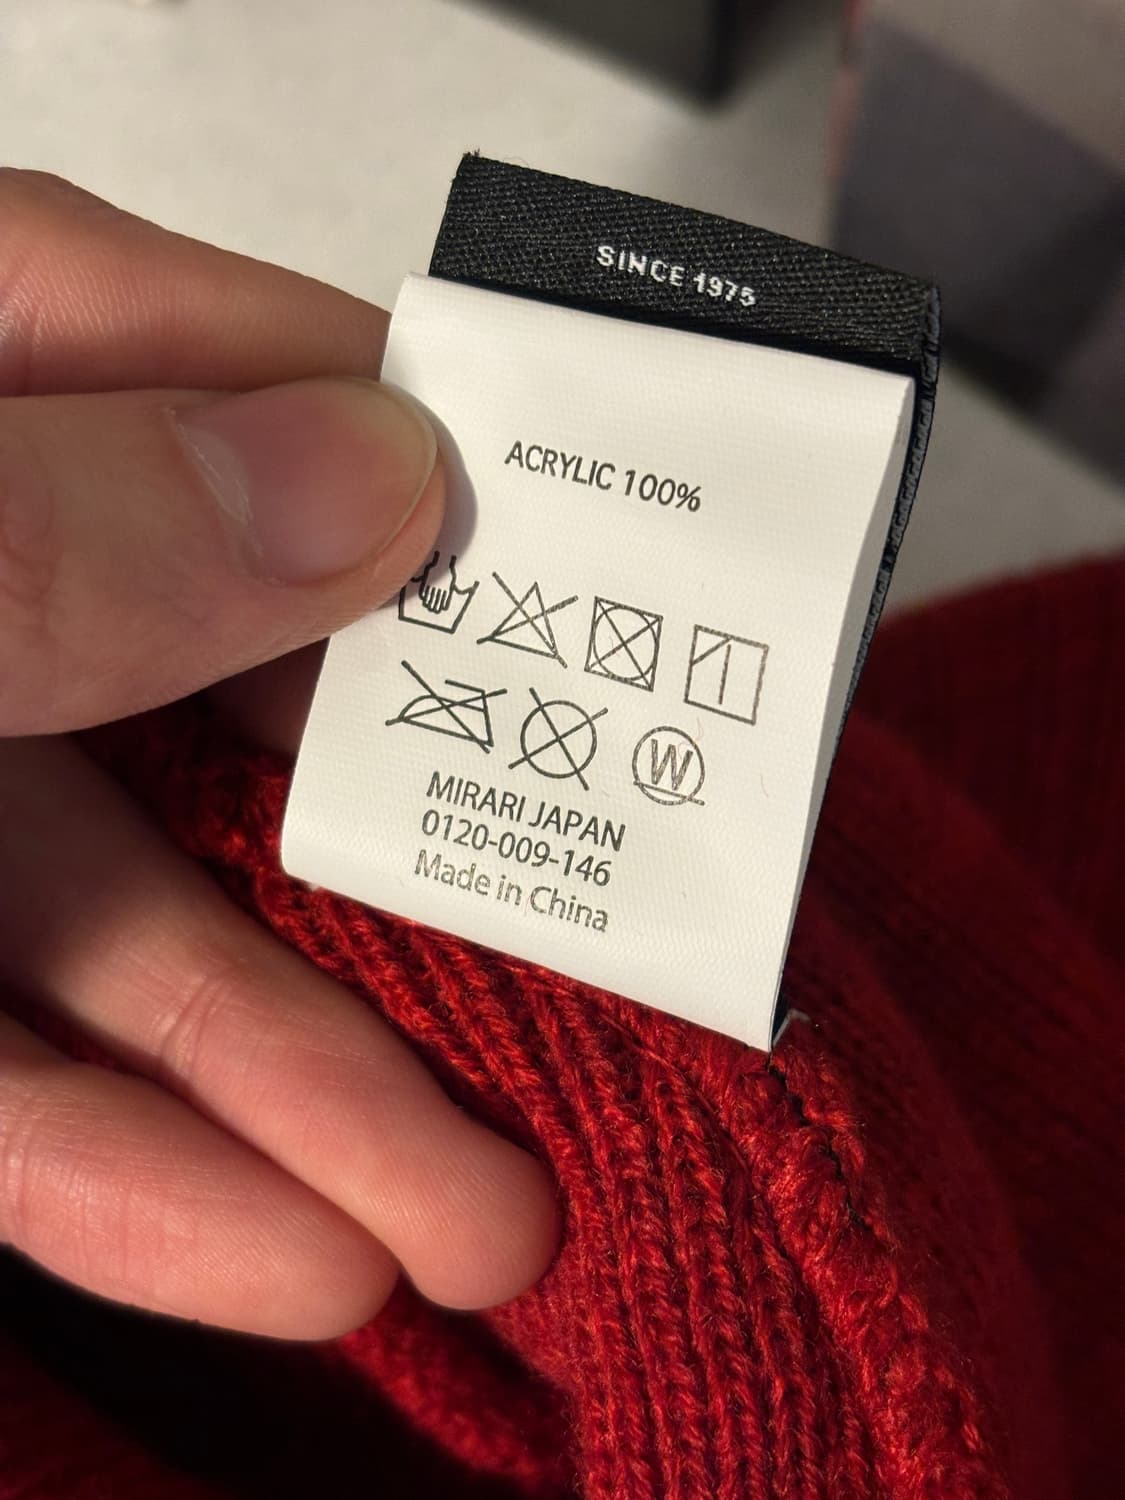 SINCE 1975
ACRYLIC 100%
W
MIRARI JAPAN
0120-009-146
Made in China